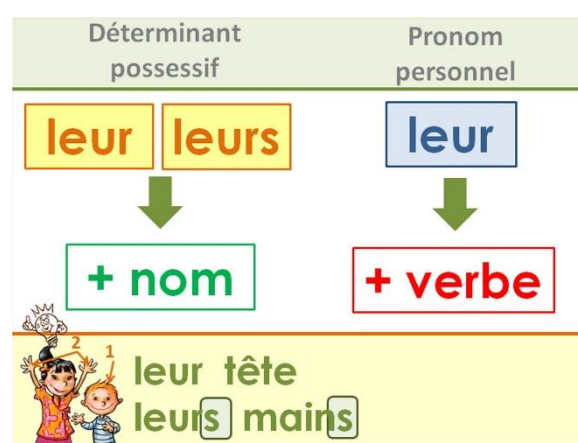 Déterminant
possessif
Pronom
personnel
leur leurs
leur
+ nom
+ verbe
2
1
leur tête
leurs mains